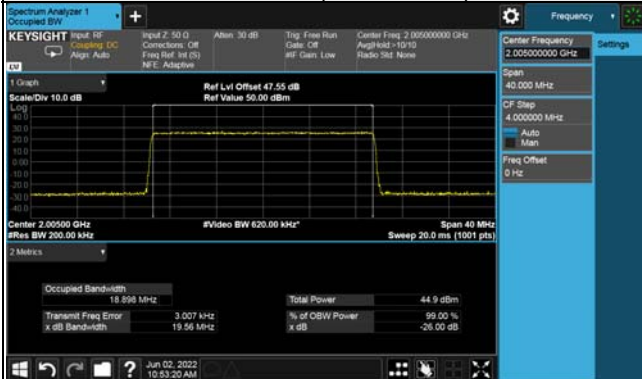 Spectrum Analyzer 1
Occupied BW
+
Frequency
KEYSIGHT
Input: RF
Coupling: DC
Align: Auto
Input Z: 50 Ω
Corrections: Off
Freq Ref: Int (S)
NFE: Adaptive
Atten: 30 dB
Trig: Free Run
Gate: Off
#IF Gain: Low
Center Freq: 2.005000000 GHz
Avg|Hold:>10/10
Radio Std: None
LXI
Center Frequency
2.005000000 GHz
Settings
Span
40.000 MHz
CF Step
4.000000 MHz
Auto
Man
Freq Offset
0 Hz
1 Graph
Scale/Div 10.0 dB
Ref Lvl Offset 47.55 dB
Ref Value 50.00 dBm
Log
40.0
30.0
20.0
10.0
0.00
-10.0
-20.0
-30.0
-40.0
Center 2.00500 GHz
#Video BW 620.00 kHz*
Span 40 MHz
#Res BW 200.00 kHz
Sweep 20.0 ms (1001 pts)
2 Metrics
Occupied Bandwidth
18.898 MHz
Total Power 44.9 dBm
Transmit Freq Error 3.007 kHz
% of OBW Power 99.00 %
x dB Bandwidth 19.56 MHz
x dB -26.00 dB
?
Jun 02, 2022
10:53:20 AM